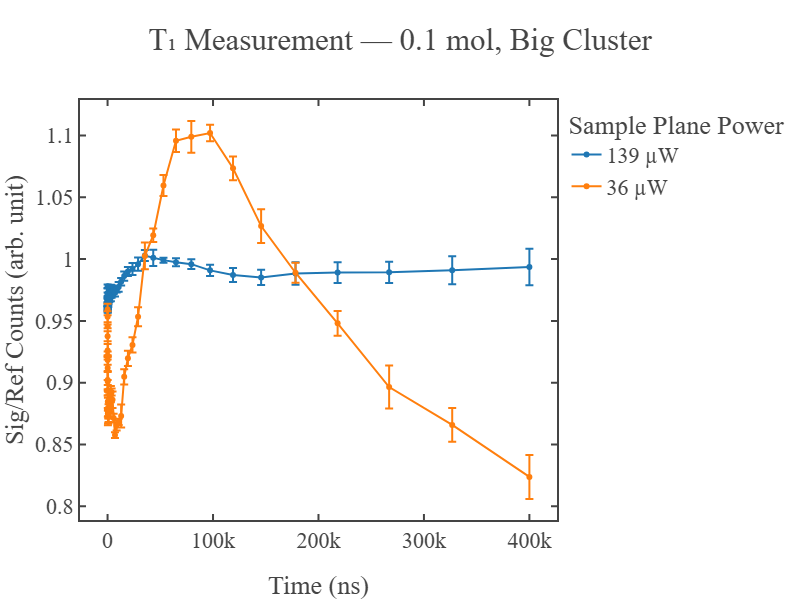 T₁ Measurement — 0.1 mol, Big Cluster
Sample Plane Power
139 µW
36 µW
Sig/Ref Counts (arb. unit)
1.1
1.05
1
0.95
0.9
0.85
0.8
0
100k
200k
300k
400k
Time (ns)